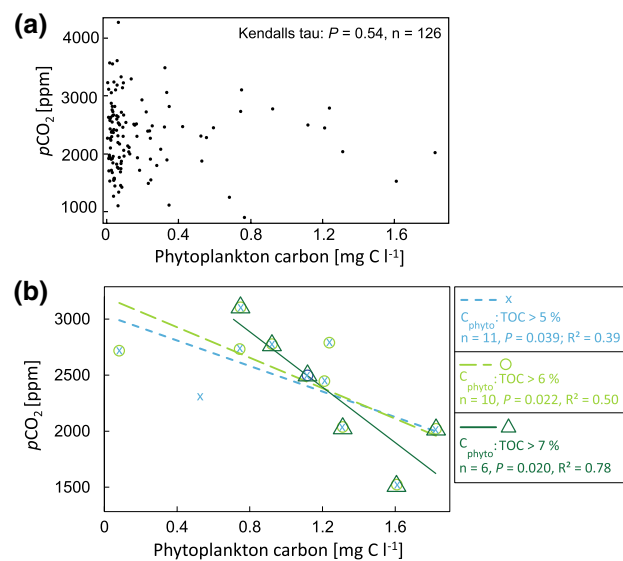 (a)
Kendalls tau: P = 0.54, n = 126
4000
3000
2000
1000
pCO2 [ppm]
0 0.4 0.8 1.2 1.6
Phytoplankton carbon [mg C l-1]
(b)
3000
2500
2000
1500
pCO2 [ppm]
0 0.4 0.8 1.2 1.6
Phytoplankton carbon [mg C l-1]
x
Cphyto: TOC > 5 %
n = 11, P = 0.039; R² = 0.39
Cphyto: TOC > 6 %
n = 10, P = 0.022, R² = 0.50
Cphyto: TOC > 7 %
n = 6, P = 0.020, R² = 0.78